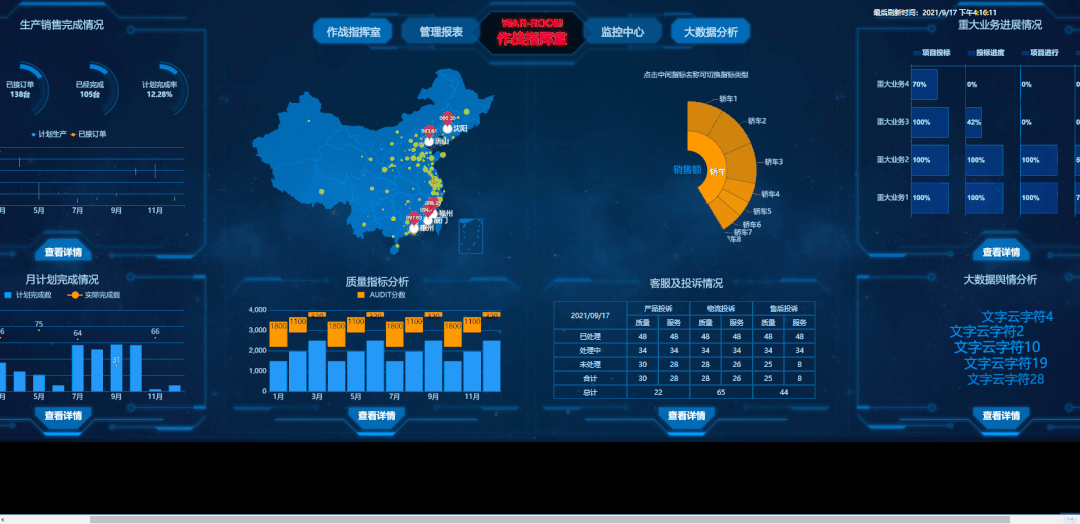 最后刷新时间：2021/9/17 下午4:16:11
生产销售完成情况
作战指挥室
管理报表
WAR-ROOM
作战指挥室
监控中心
大数据分析
重大业务进展情况
已接订单
138台
已经完成
105台
计划完成率
12.28%
计划生产
已接订单
月
5月
7月
9月
11月
查看详情
沈阳
唐山
福州
厦门
惠州
点击中间指标名称可切换指标类型
销售额
轿车
轿车1
轿车2
轿车3
轿车4
轿车5
轿车6
轿车7
轿车8
项目投标
投标进度
项目进行
重大业务4
70%
0%
0%
0
重大业务3
100%
42%
0%
0
重大业务2
100%
100%
100%
重大业务1
100%
100%
100%
查看详情
月计划完成情况
计划完成数
实际完成数
75
64
31
66
月
5月
7月
9月
11月
查看详情
质量指标分析
AUDIT分数
4,000
3,000
2,000
1,000
0
1800
1100
1800
1100
1800
1100
1800
1100
1月
3月
5月
7月
9月
11月
查看详情
客服及投诉情况
2021/09/17 产品投诉 物流投诉 售后投诉
质量 服务 质量 服务 质量 服务
已处理 48 48 48 48 48 48
处理中 34 34 34 34 34 34
未处理 30 28 28 26 25 8
合计 30 28 28 26 25 8
总计 22 65 44
查看详情
大数据舆情分析
文字云字符4
文字云字符2
文字云字符10
文字云字符19
文字云字符28
查看详情